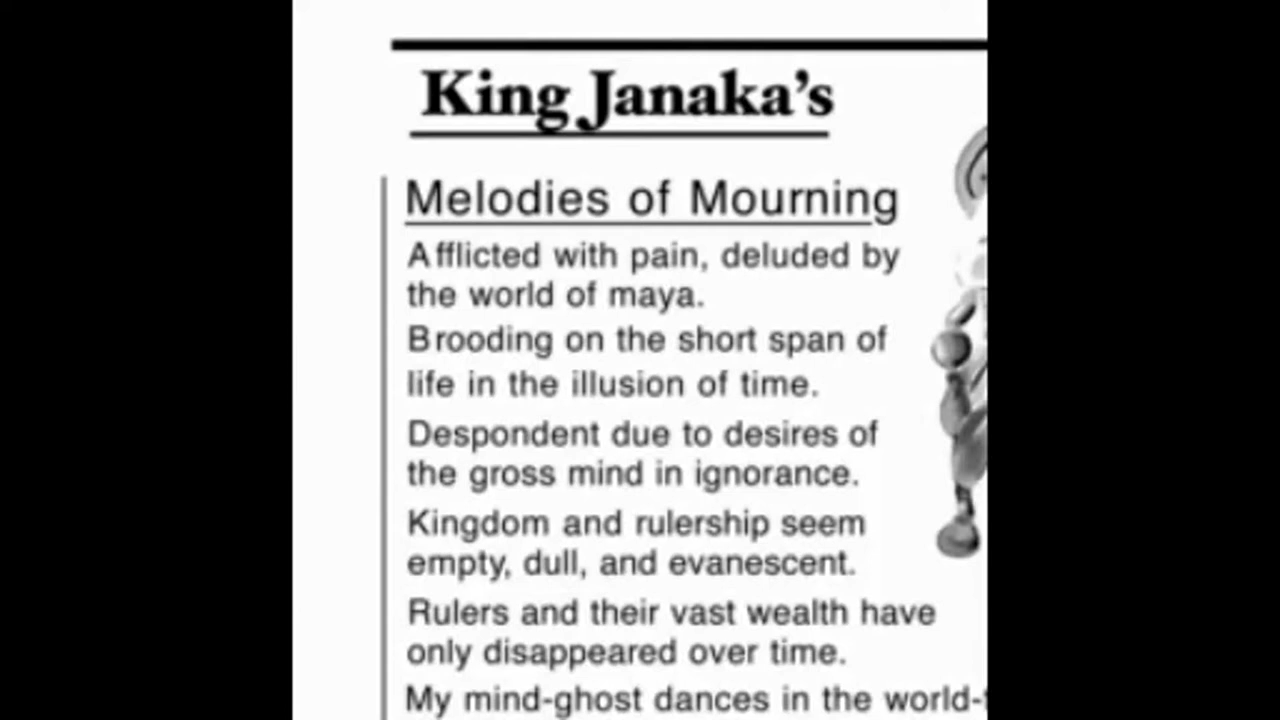 King Janaka's
Melodies of Mourning
Afflicted with pain, deluded by
the world of maya.
Brooding on the short span of
life in the illusion of time.
Despondent due to desires of
the gross mind in ignorance.
Kingdom and rulership seem
empty, dull, and evanescent.
Rulers and their vast wealth have
only disappeared over time.
My mind-ghost dances in the